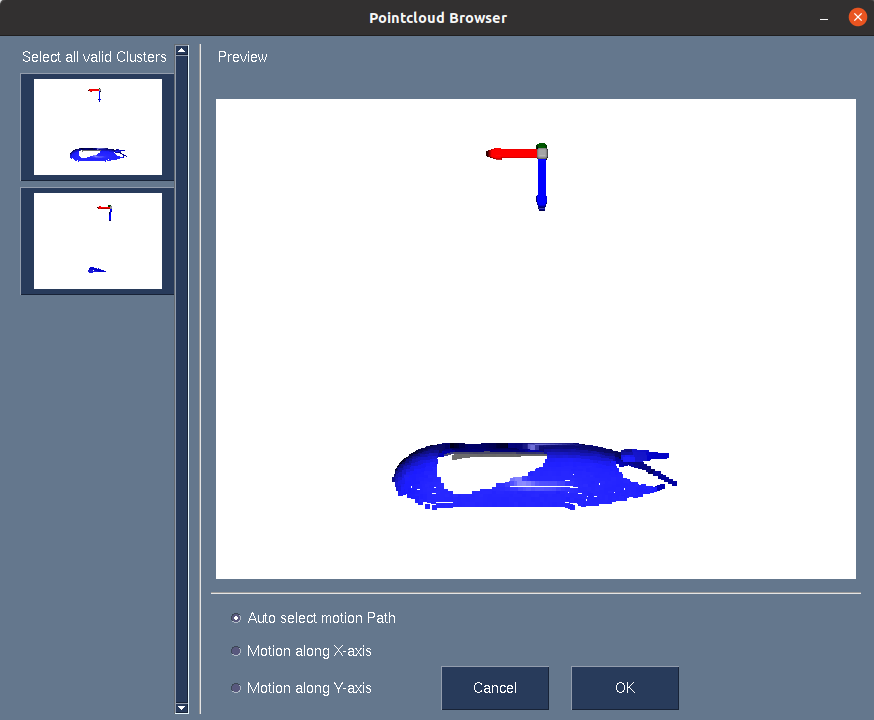 Pointcloud Browser
Select all valid Clusters
Preview
Auto select motion Path
Motion along X-axis
Motion along Y-axis
Cancel
OK